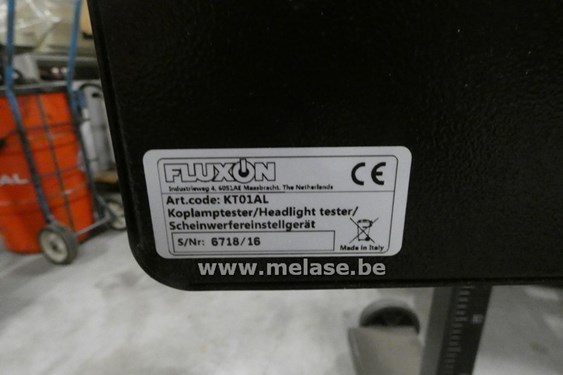 FLUXON
Industrieweg 4, 6051AE Maasbracht, The Netherlands
CE
Art.code: KT01AL
Koplamptester/Headlight tester/
Scheinwerfereinstellgerät
S/Nr: 6718/16
Made in Italy
www.melase.be